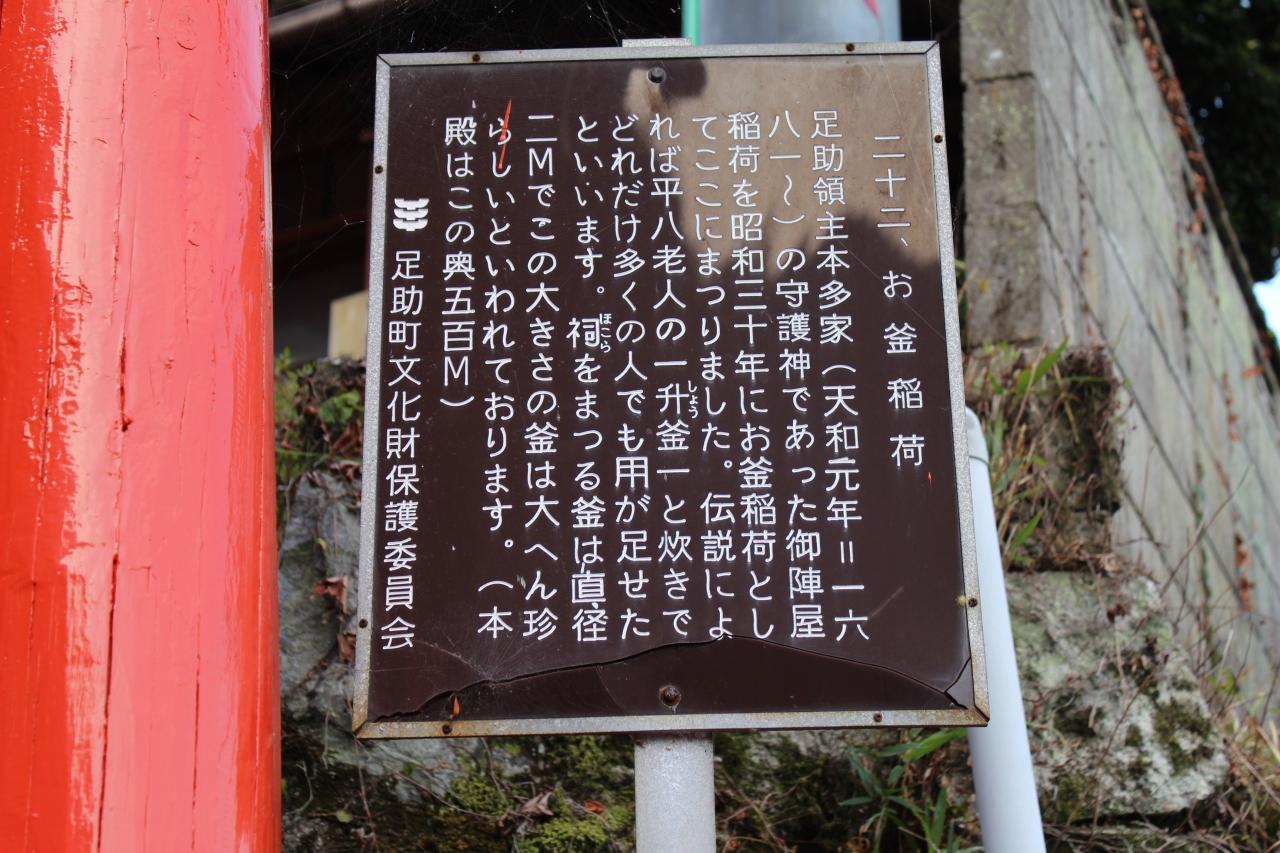 二十二、お釜稲荷
足助領主本多家（天和元年＝一六
八一〜）の守護神であった御陣屋
稲荷を昭和三十年にお釜稲荷とし
てここにまつりました。伝説によ
れば平八老人の一升釜一と炊きで
しょう
どれだけ多くの人でも用が足せた
といいます。祠をまつる釜は直径
ほこら
二Mでこの大きさの釜は大へん珍
らしいといわれております。（本
殿はこの奥五百M）
足助町文化財保護委員会